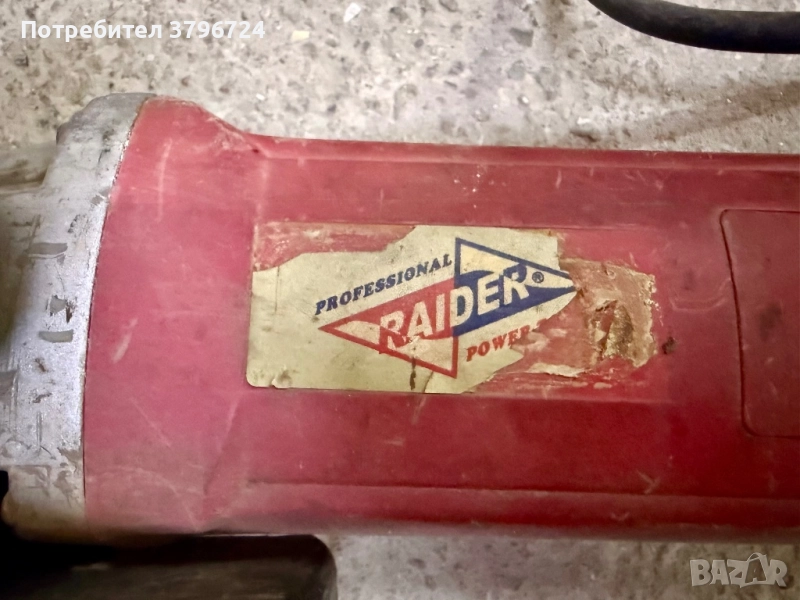 Потребител 3796724
PROFESSIONAL
RAIDER®
POWER
BAZAR